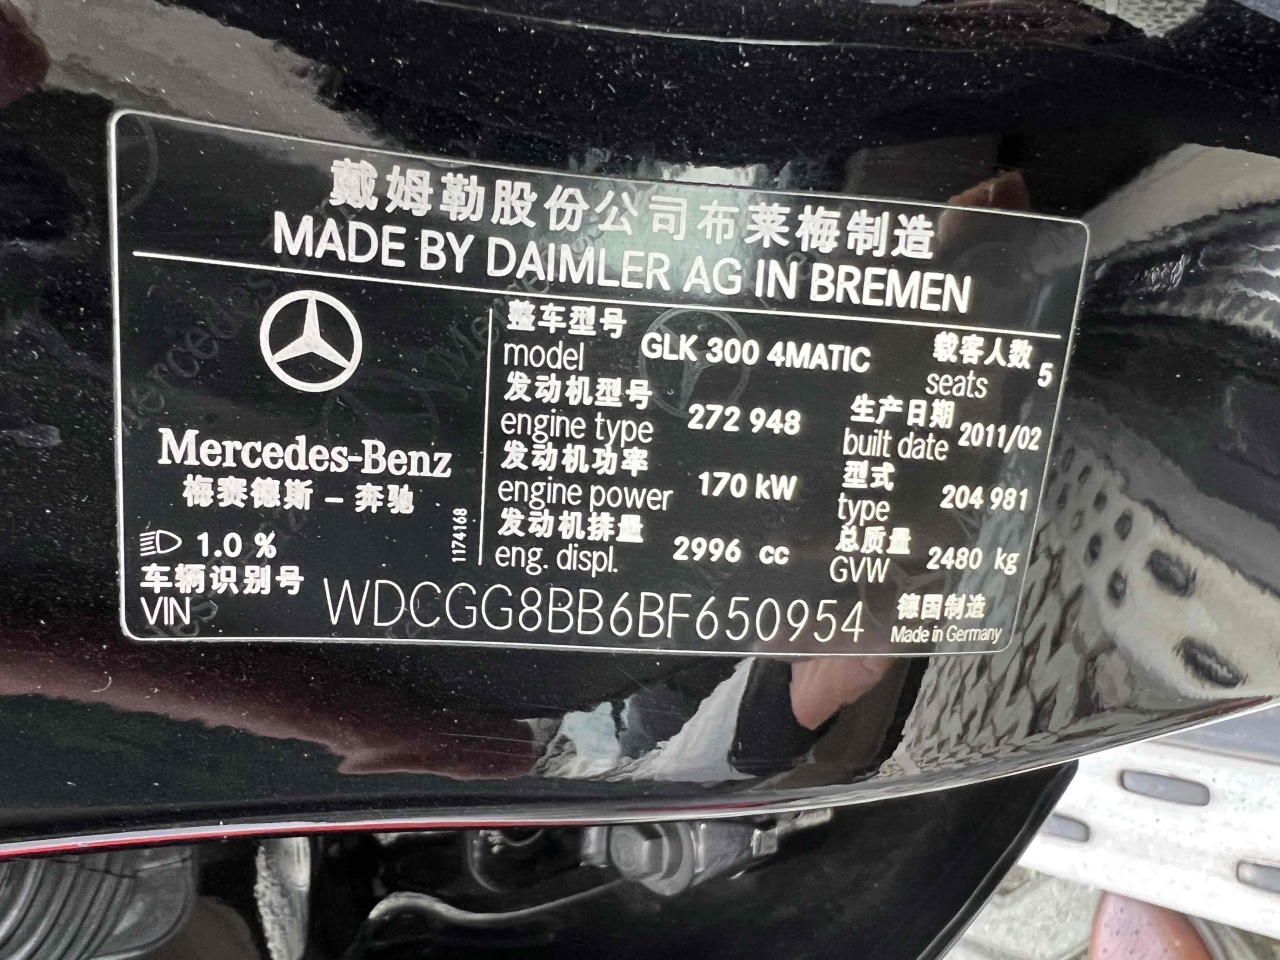 戴姆勒股份公司布莱梅制造
MADE BY DAIMLER AG IN BREMEN
Mercedes-Benz
梅赛德斯 - 奔驰
1.0 %
1174168
整车型号
model GLK 300 4MATIC
载客人数
seats 5
发动机型号
engine type 272 948
生产日期
built date 2011/02
发动机功率
engine power 170 kW
型式
type 204 981
发动机排量
eng. displ. 2996 cc
总质量
GVW 2480 kg
车辆识别号
VIN WDCGG8BB6BF650954
德国制造
Made in Germany